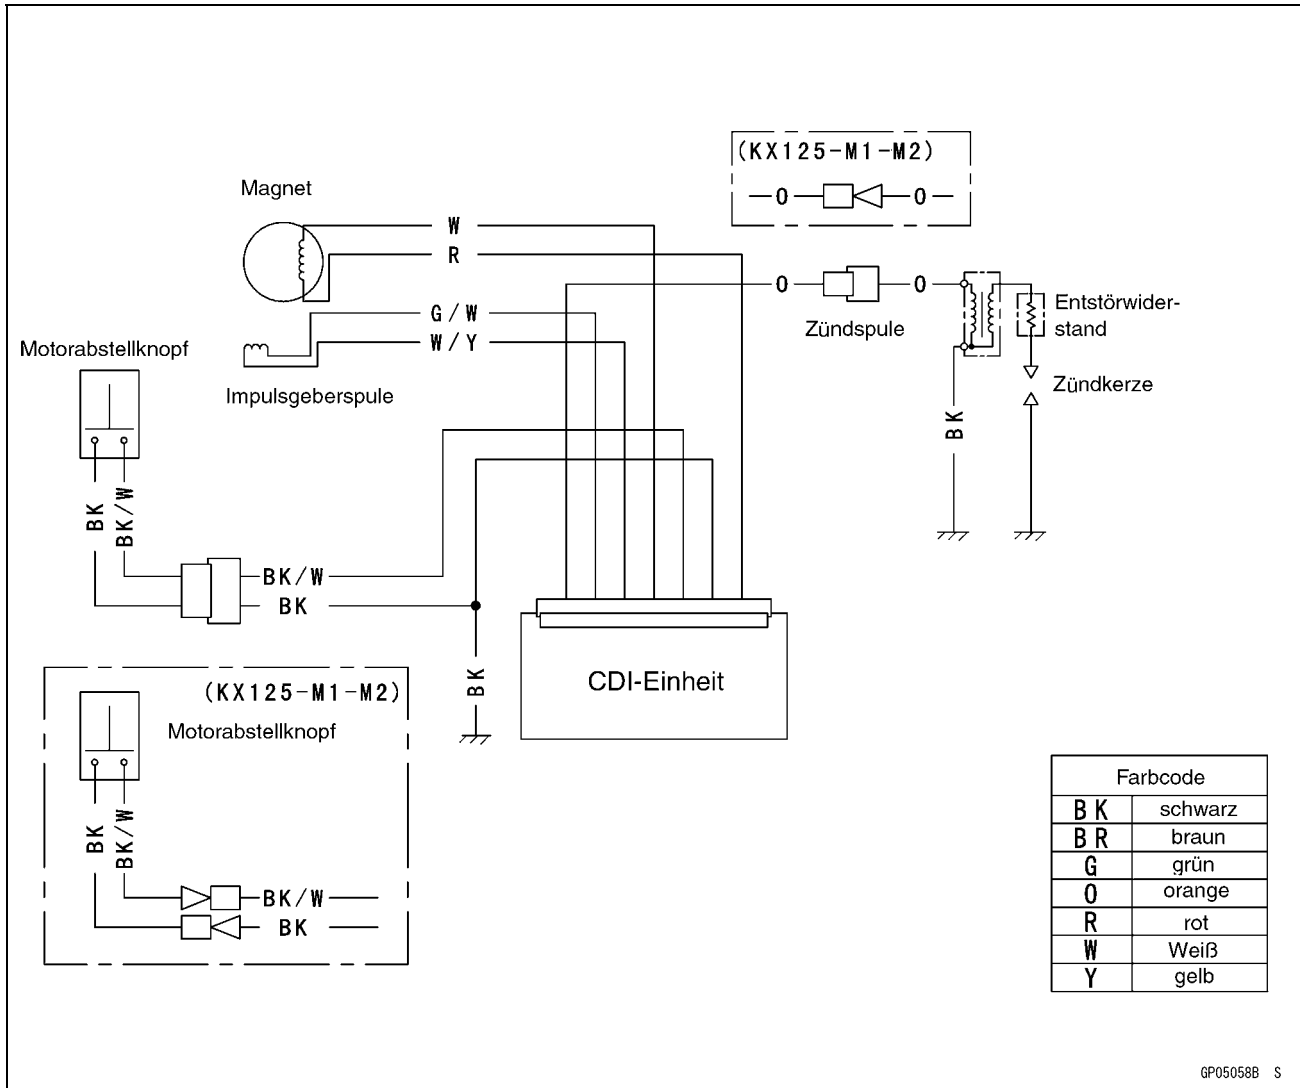 (KX125-M1-M2)
O O
Magnet
W
R
O O
G/W
W/Y
Zündspule
Entstörwider-
stand
Motorabstellknopf
Impulsgeberspule
Zündkerze
BK
BK
BK/W
BK/W
BK
BK
CDI-Einheit
(KX125-M1-M2)
Motorabstellknopf
BK
BK/W
BK/W
BK
Farbcode
BK schwarz
BR braun
G grün
O orange
R rot
W Weiß
Y gelb
GP05058B S